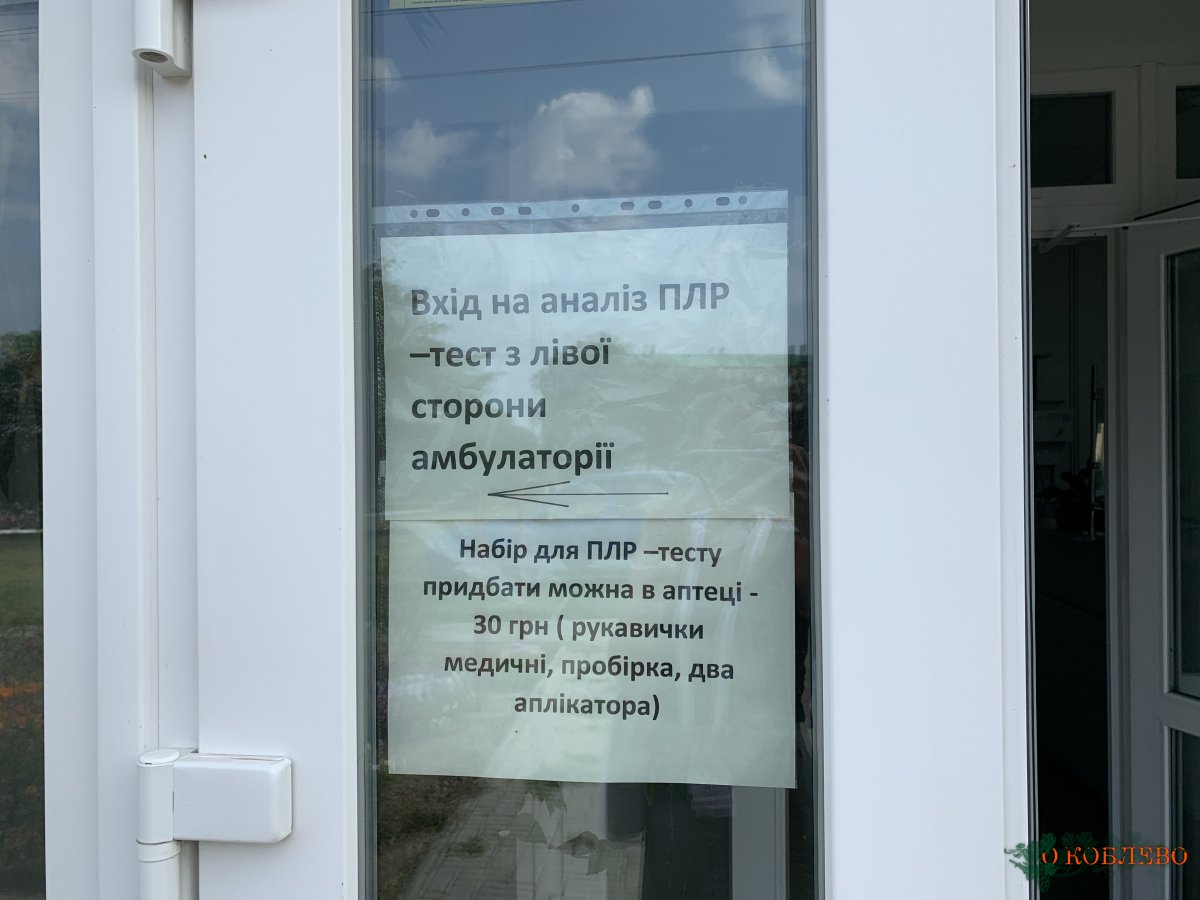 Вхід на аналіз ПЛР
–тест з лівої
сторони
амбулаторії
Набір для ПЛР –тесту
придбати можна в аптеці -
30 грн ( рукавички
медичні, пробірка, два
аплікатора)
О КОБЛЕВО